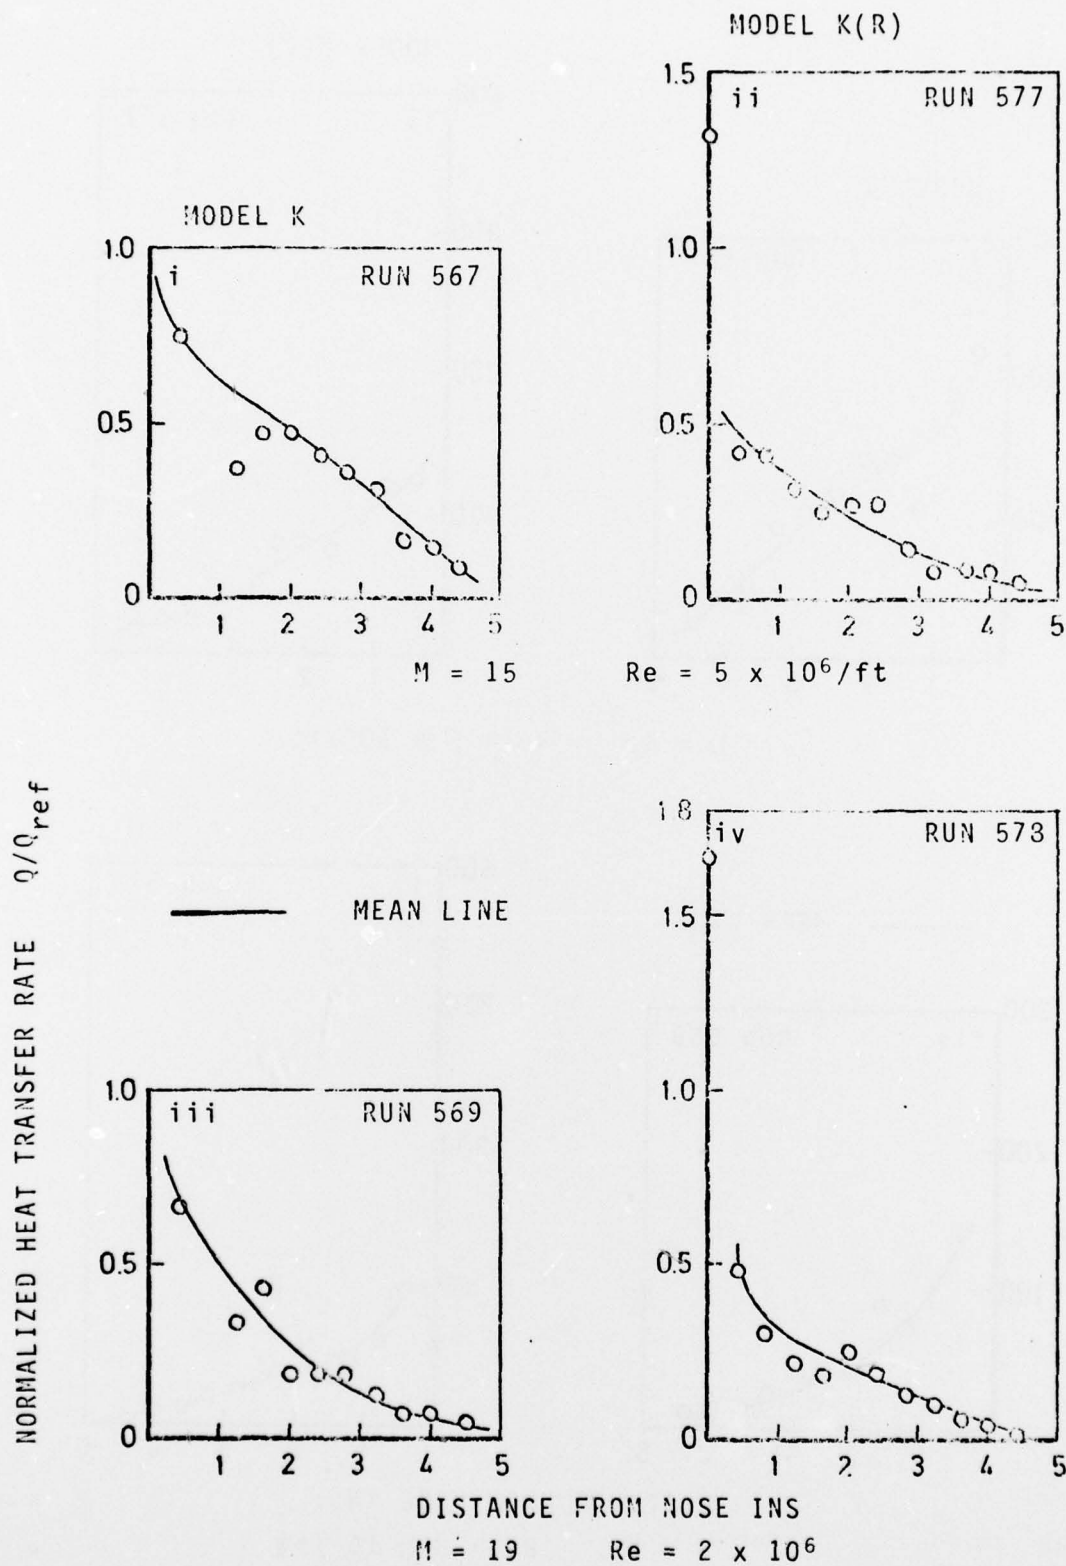 MODEL K(R)
1.5
ii RUN 577
MODEL K
1.0
i RUN 567
1.0
0.5
0.5
0
0
1 2 3 4 5
1 2 3 4 5
M = 15 Re = 5 x 10⁶/ft
NORMALIZED HEAT TRANSFER RATE Q/Qref
1.8
iv RUN 573
MEAN LINE
1.5
1.0
iii RUN 569
1.0
0.5
0.5
0
0
1 2 3 4 5
1 2 3 4 5
DISTANCE FROM NOSE INS
M = 19 Re = 2 x 10⁶